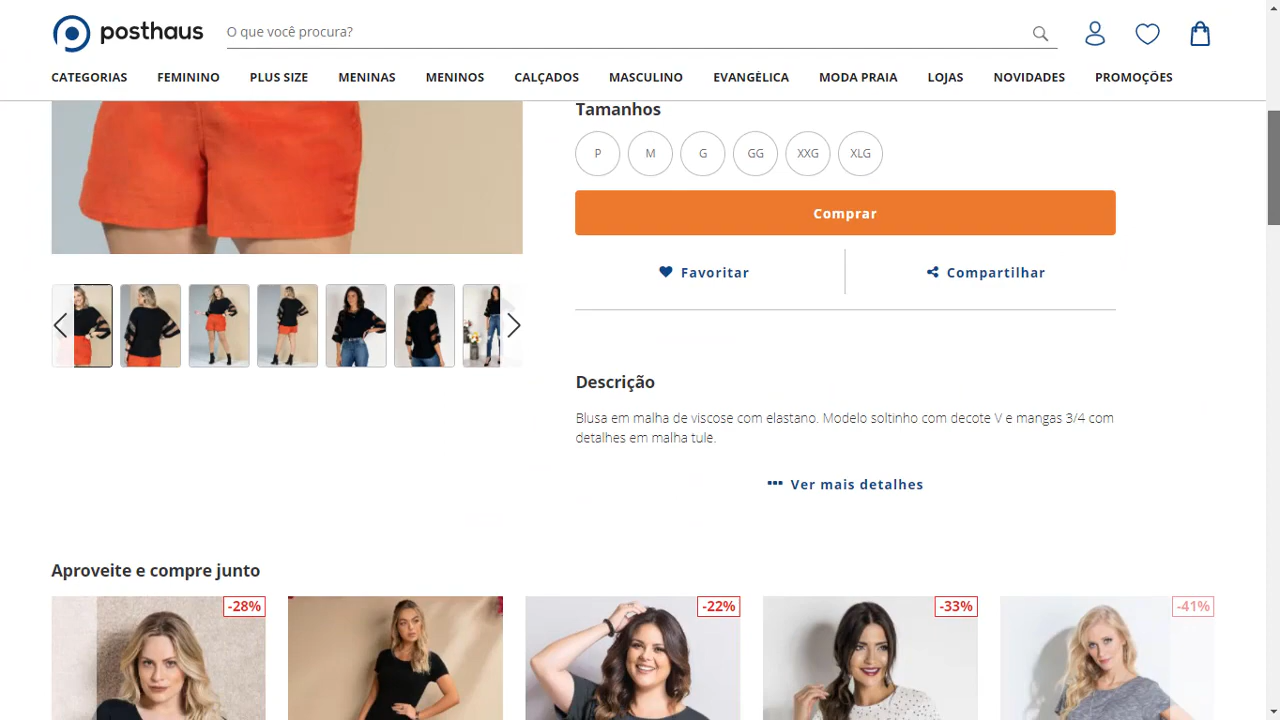 posthaus
O que você procura?
CATEGORIAS FEMININO PLUS SIZE MENINAS MENINOS CALÇADOS MASCULINO EVANGÉLICA MODA PRAIA LOJAS NOVIDADES PROMOÇÕES
Tamanhos
P M G GG XXG XLG
Comprar
Favoritar Compartilhar
Descrição
Blusa em malha de viscose com elastano. Modelo soltinho com decote V e mangas 3/4 com
detalhes em malha tule.
Ver mais detalhes
Aproveite e compre junto
-28% -22% -33% -41%